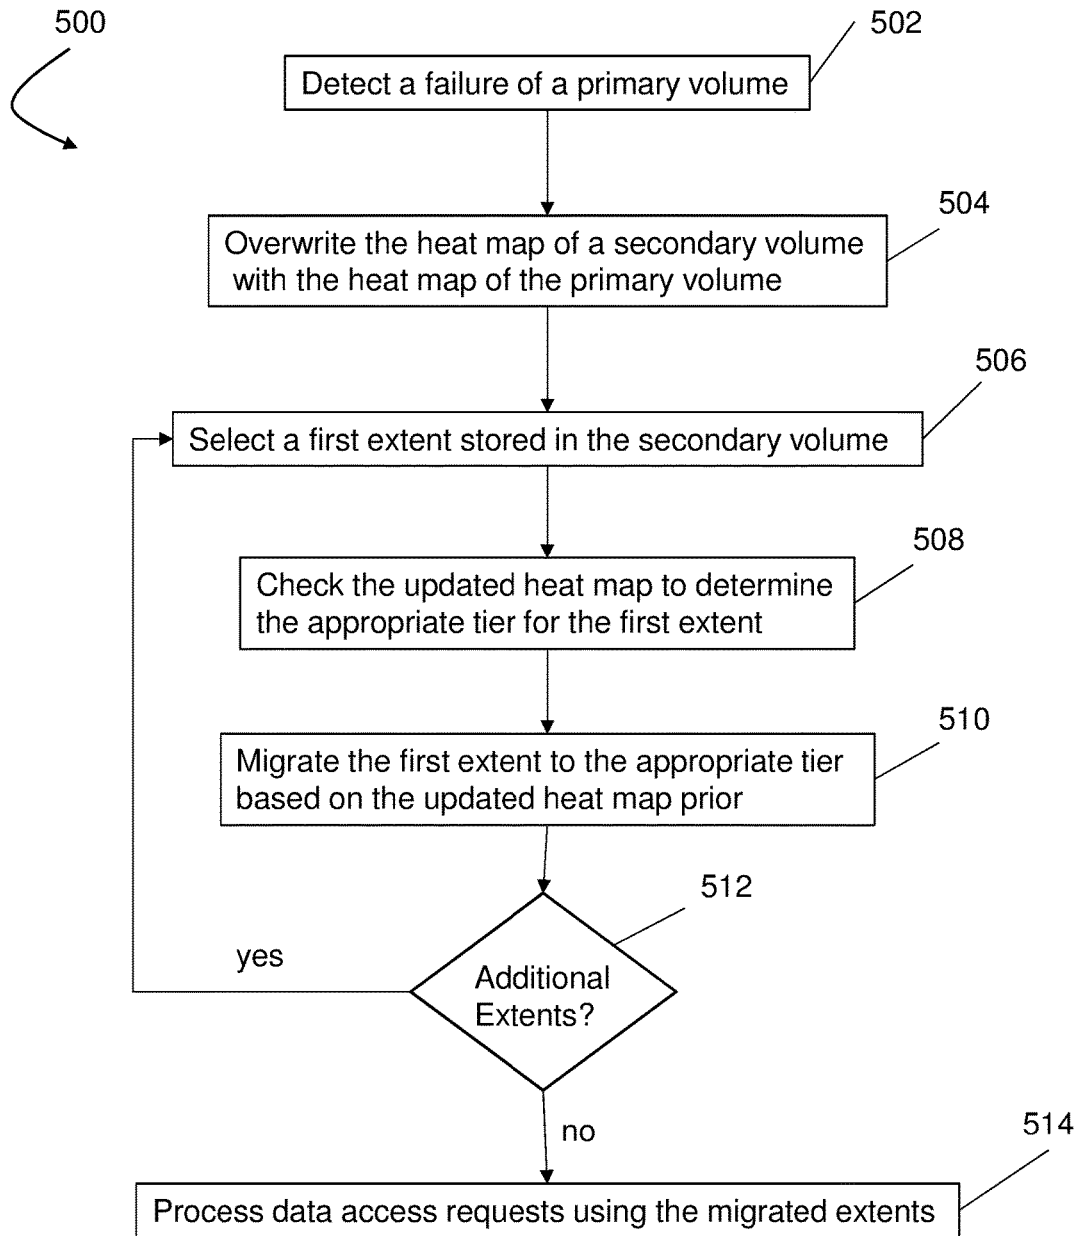 500
502
Detect a failure of a primary volume
504
Overwrite the heat map of a secondary volume
with the heat map of the primary volume
506
Select a first extent stored in the secondary volume
508
Check the updated heat map to determine
the appropriate tier for the first extent
510
Migrate the first extent to the appropriate tier
based on the updated heat map prior
512
yes
Additional
Extents?
no
514
Process data access requests using the migrated extents